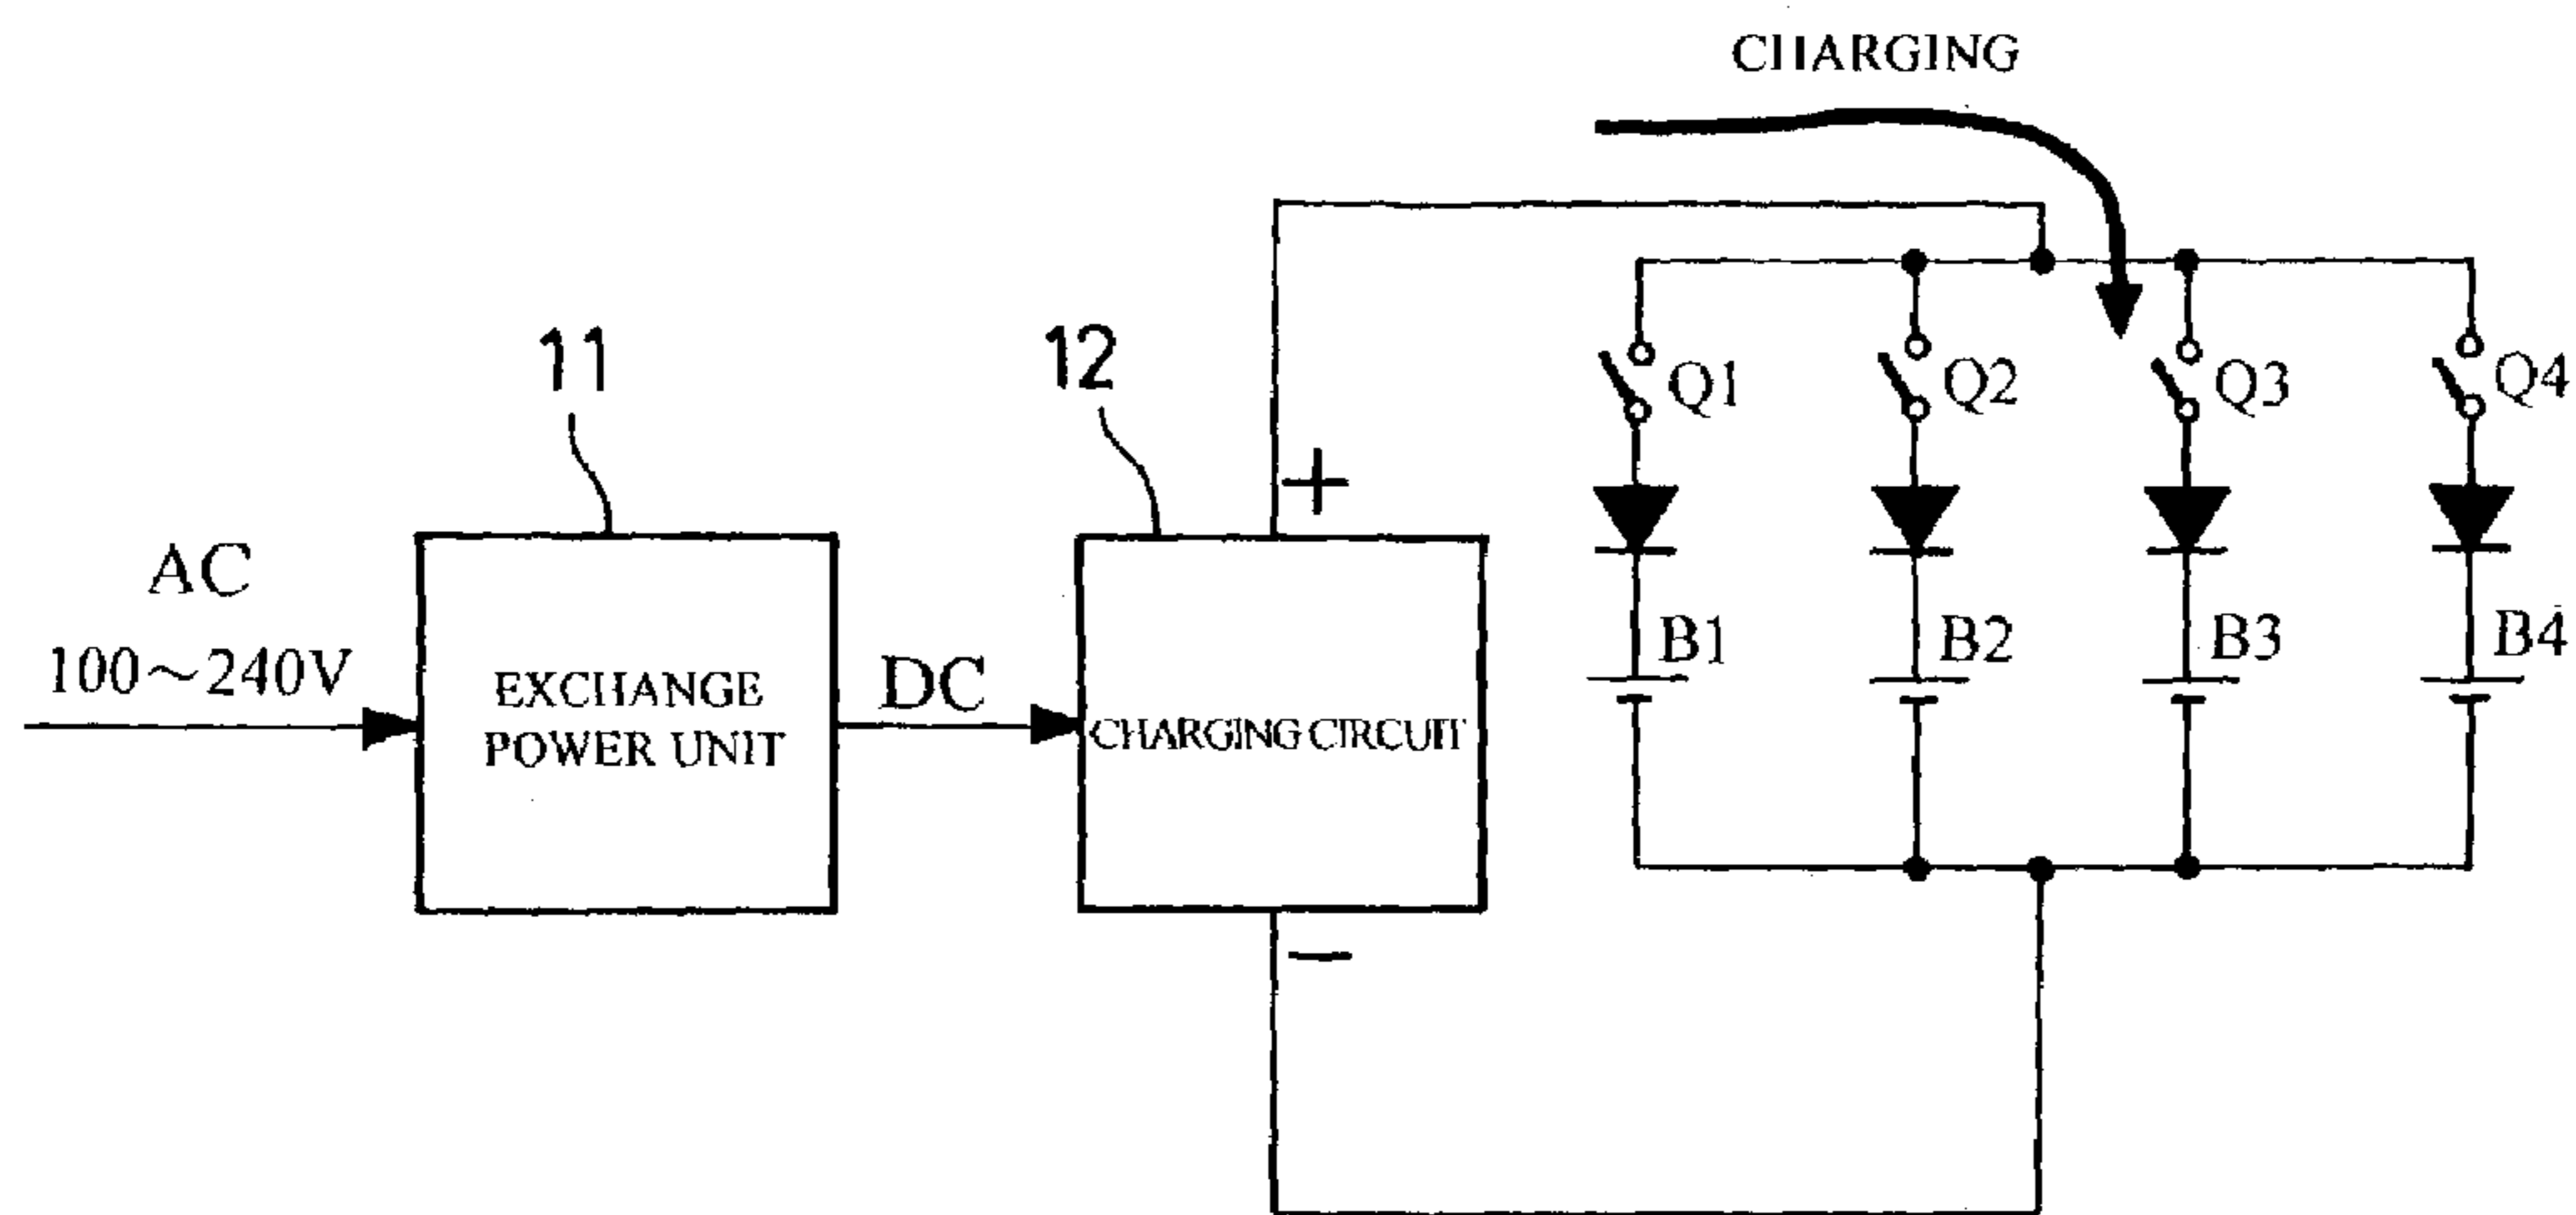 CHARGING
11
12
+
Q1
Q2
Q3
Q4
AC
100~240V
EXCHANGE
POWER UNIT
DC
CHARGING CIRCUIT
B1
B2
B3
B4
−